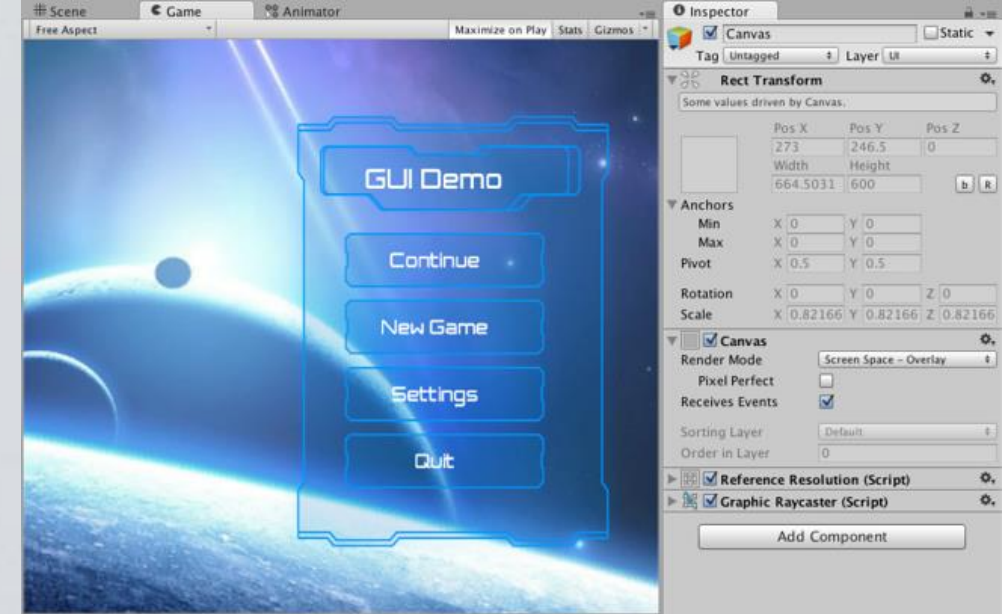 Scene Game Animator
Free Aspect Maximize on Play Stats Gizmos
GUI Demo
Continue
New Game
Settings
Quit
Inspector
Canvas Static
Tag Untagged Layer UI
Rect Transform
Some values driven by Canvas.
Pos X Pos Y Pos Z
273 246.5 0
Width Height
664.5031 600 b R
Anchors
Min X 0 Y 0
Max X 0 Y 0
Pivot X 0.5 Y 0.5
Rotation X 0 Y 0 Z 0
Scale X 0.82166 Y 0.82166 Z 0.82166
Canvas
Render Mode Screen Space - Overlay
Pixel Perfect
Receives Events
Sorting Layer Default
Order in Layer 0
Reference Resolution (Script)
Graphic Raycaster (Script)
Add Component